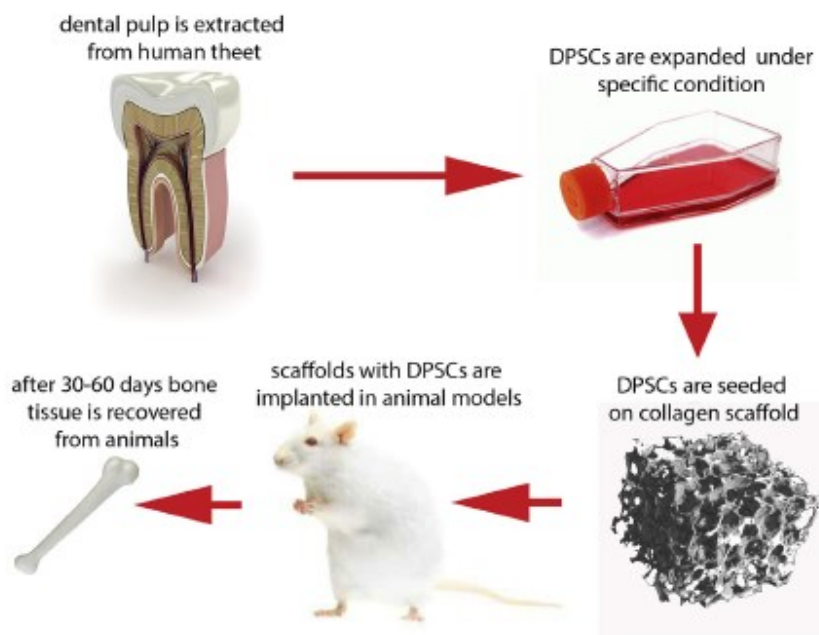 dental pulp is extracted
from human theet
DPSCs are expanded under
specific condition
DPSCs are seeded
on collagen scaffold
scaffolds with DPSCs are
implanted in animal models
after 30-60 days bone
tissue is recovered
from animals